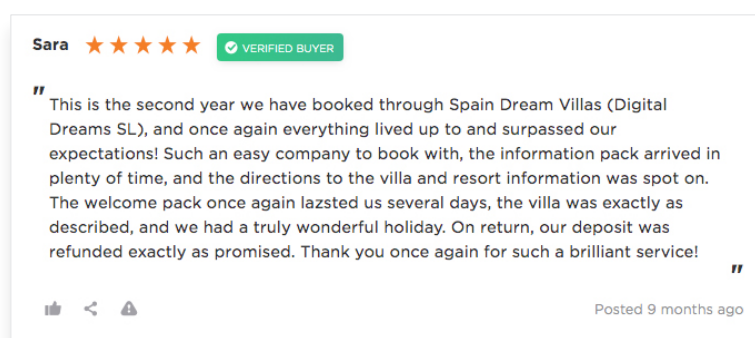 Sara VERIFIED BUYER
"
This is the second year we have booked through Spain Dream Villas (Digital
Dreams SL), and once again everything lived up to and surpassed our
expectations! Such an easy company to book with, the information pack arrived in
plenty of time, and the directions to the villa and resort information was spot on.
The welcome pack once again lazsted us several days, the villa was exactly as
described, and we had a truly wonderful holiday. On return, our deposit was
refunded exactly as promised. Thank you once again for such a brilliant service!
"
Posted 9 months ago